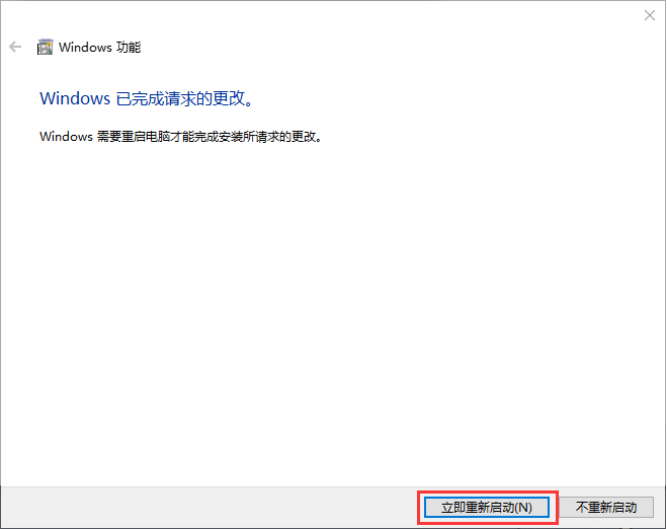 Windows 功能
Windows 已完成请求的更改。
Windows 需要重启电脑才能完成安装所请求的更改。
立即重新启动(N) 不重新启动